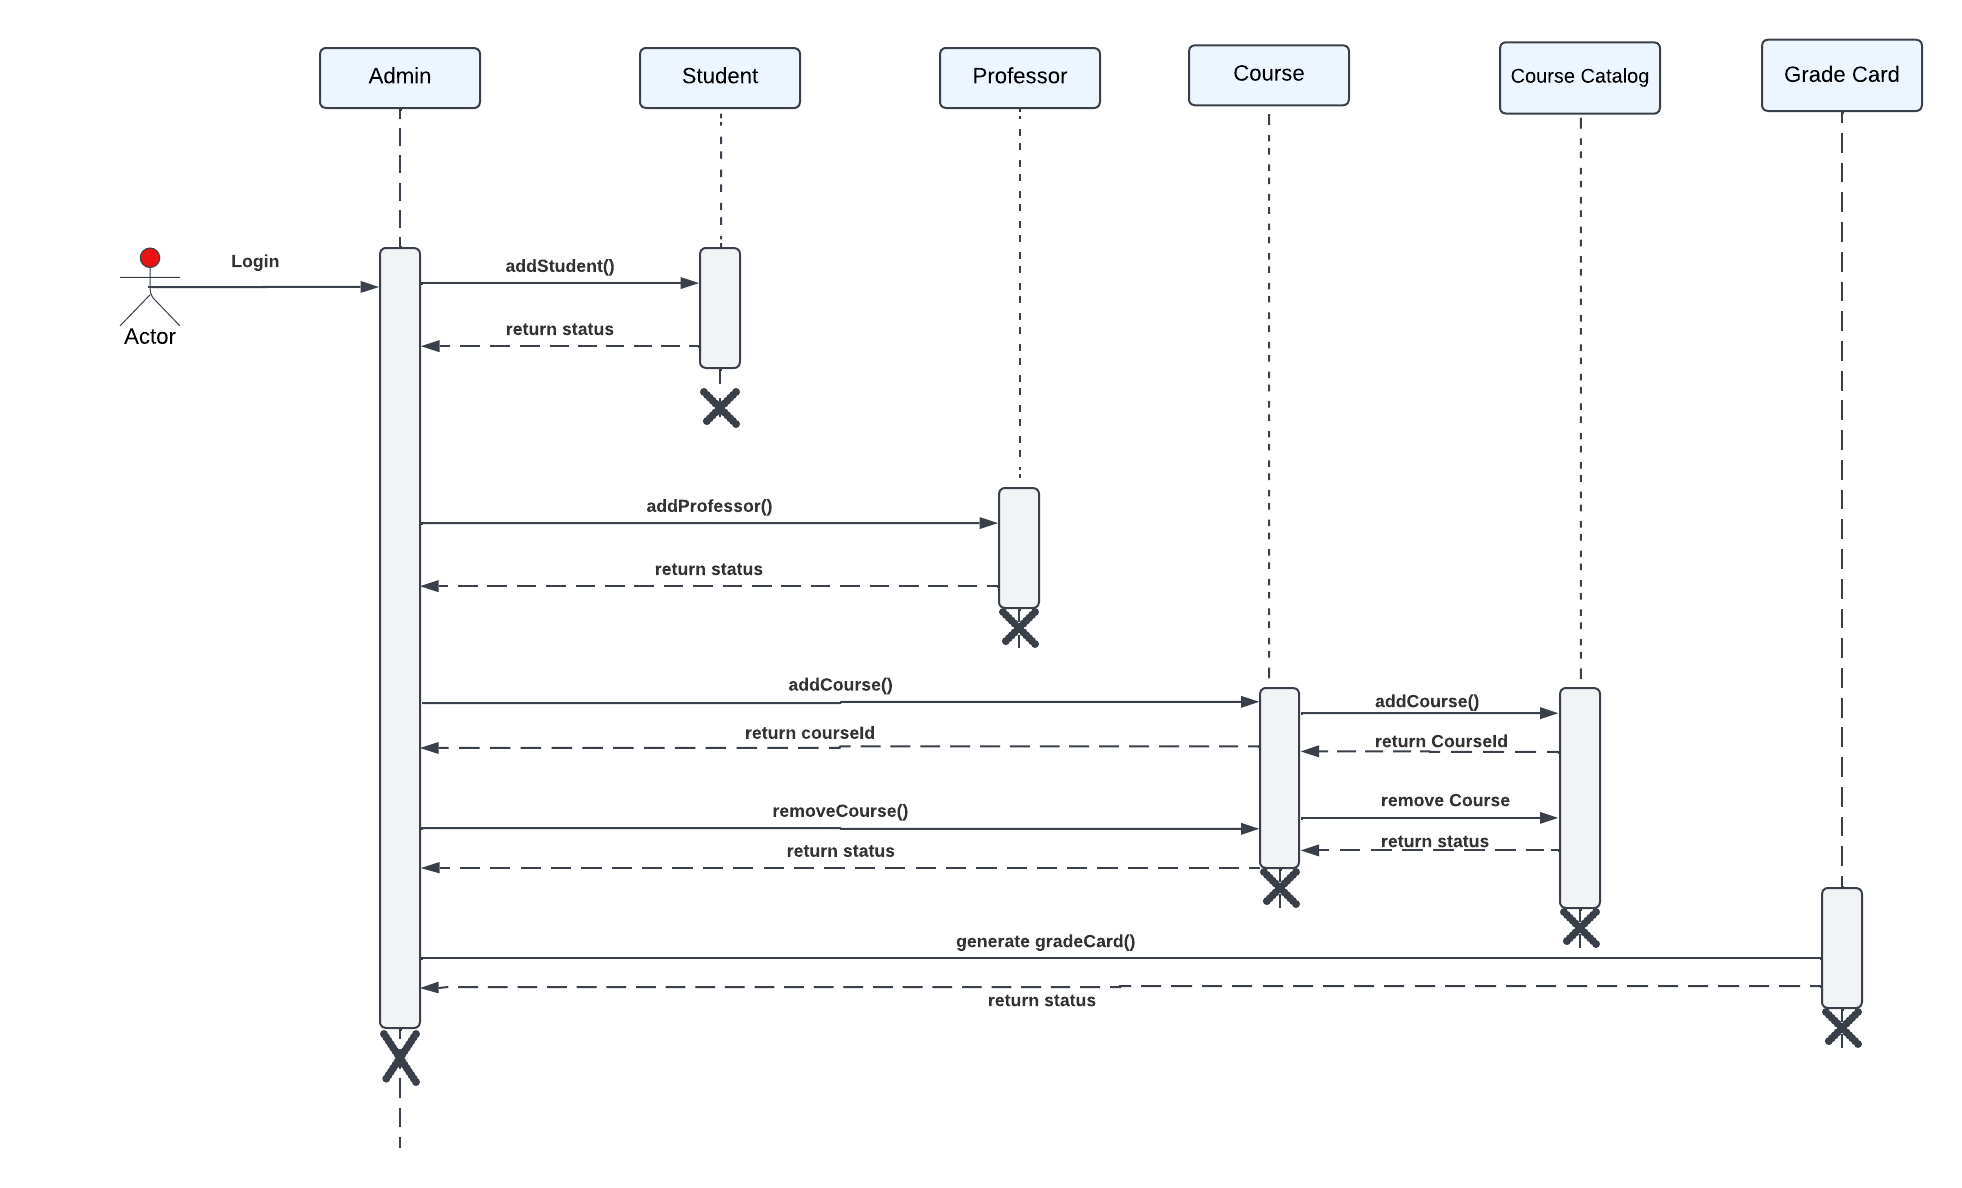 Admin
Student
Professor
Course
Course Catalog
Grade Card
Login
addStudent()
return status
Actor
addProfessor()
return status
addCourse()
addCourse()
return courseId
return CourseId
removeCourse()
remove Course
return status
return status
generate gradeCard()
return status